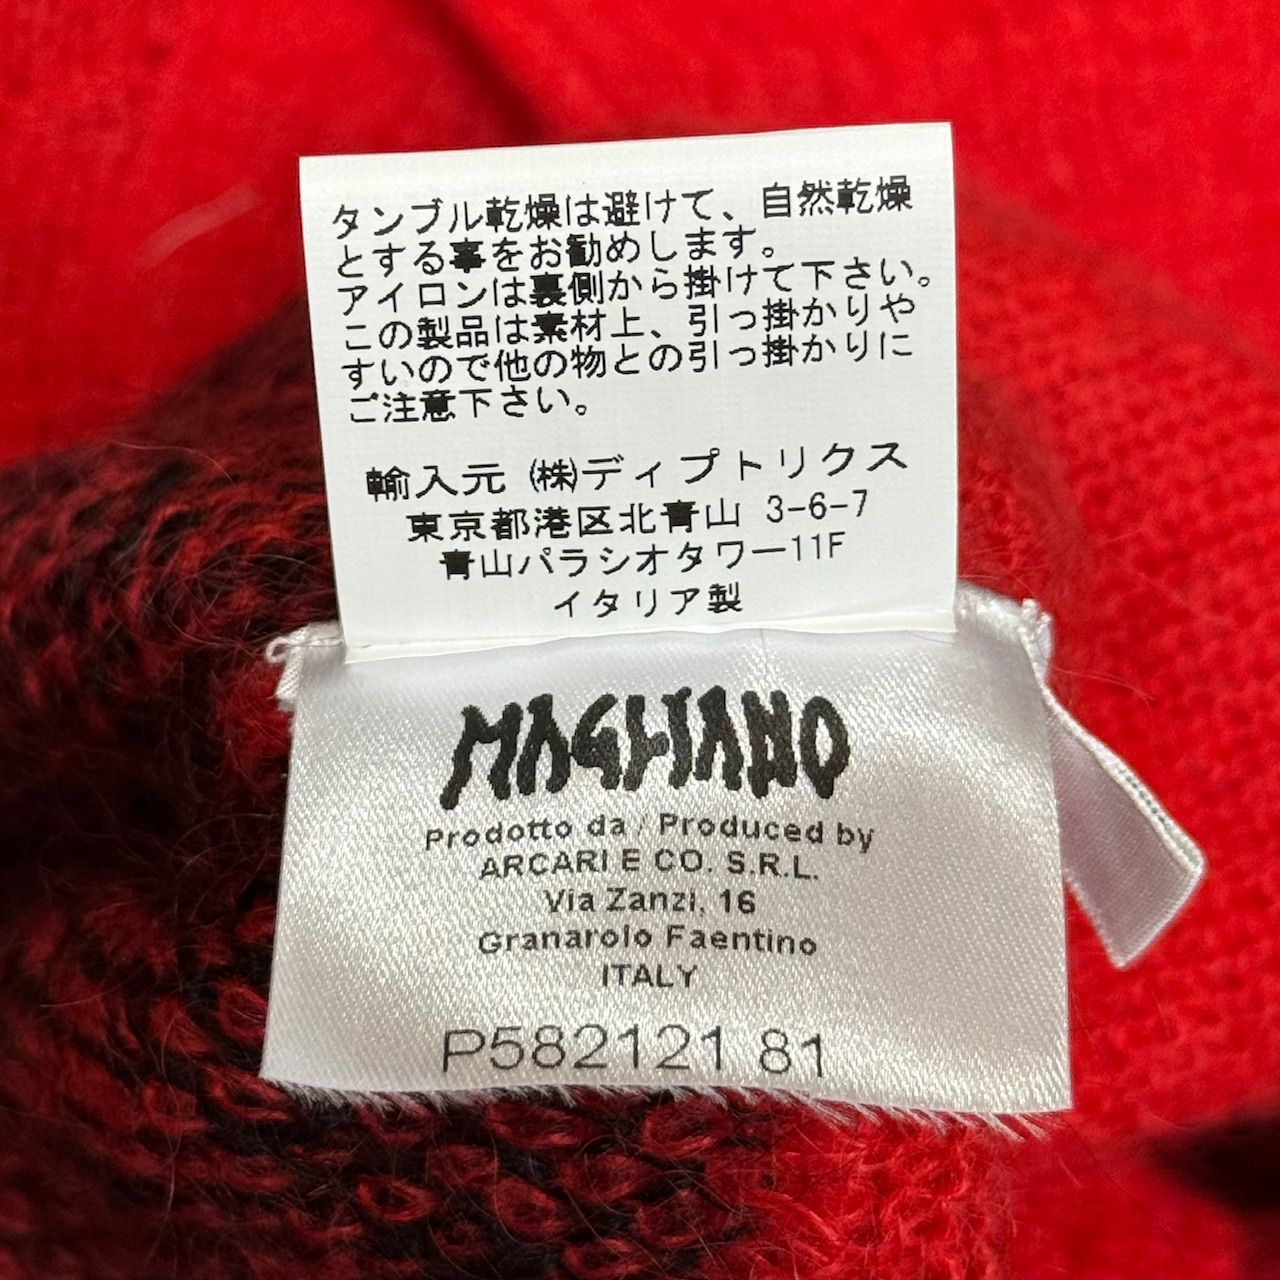 タンブル乾燥は避けて、自然乾燥
とする事をお勧めします。
アイロンは裏側から掛けて下さい。
この製品は素材上、引っ掛かりや
すいので他の物との引っ掛かりに
ご注意下さい。
輸入元 ㈱ディプトリクス
東京都港区北青山 3-6-7
青山パラシオタワー11F
イタリア製
MAGLIANO
Prodotto da / Produced by
ARCARI E CO. S.R.L.
Via Zanzi, 16
Granarolo Faentino
ITALY
P582121 81